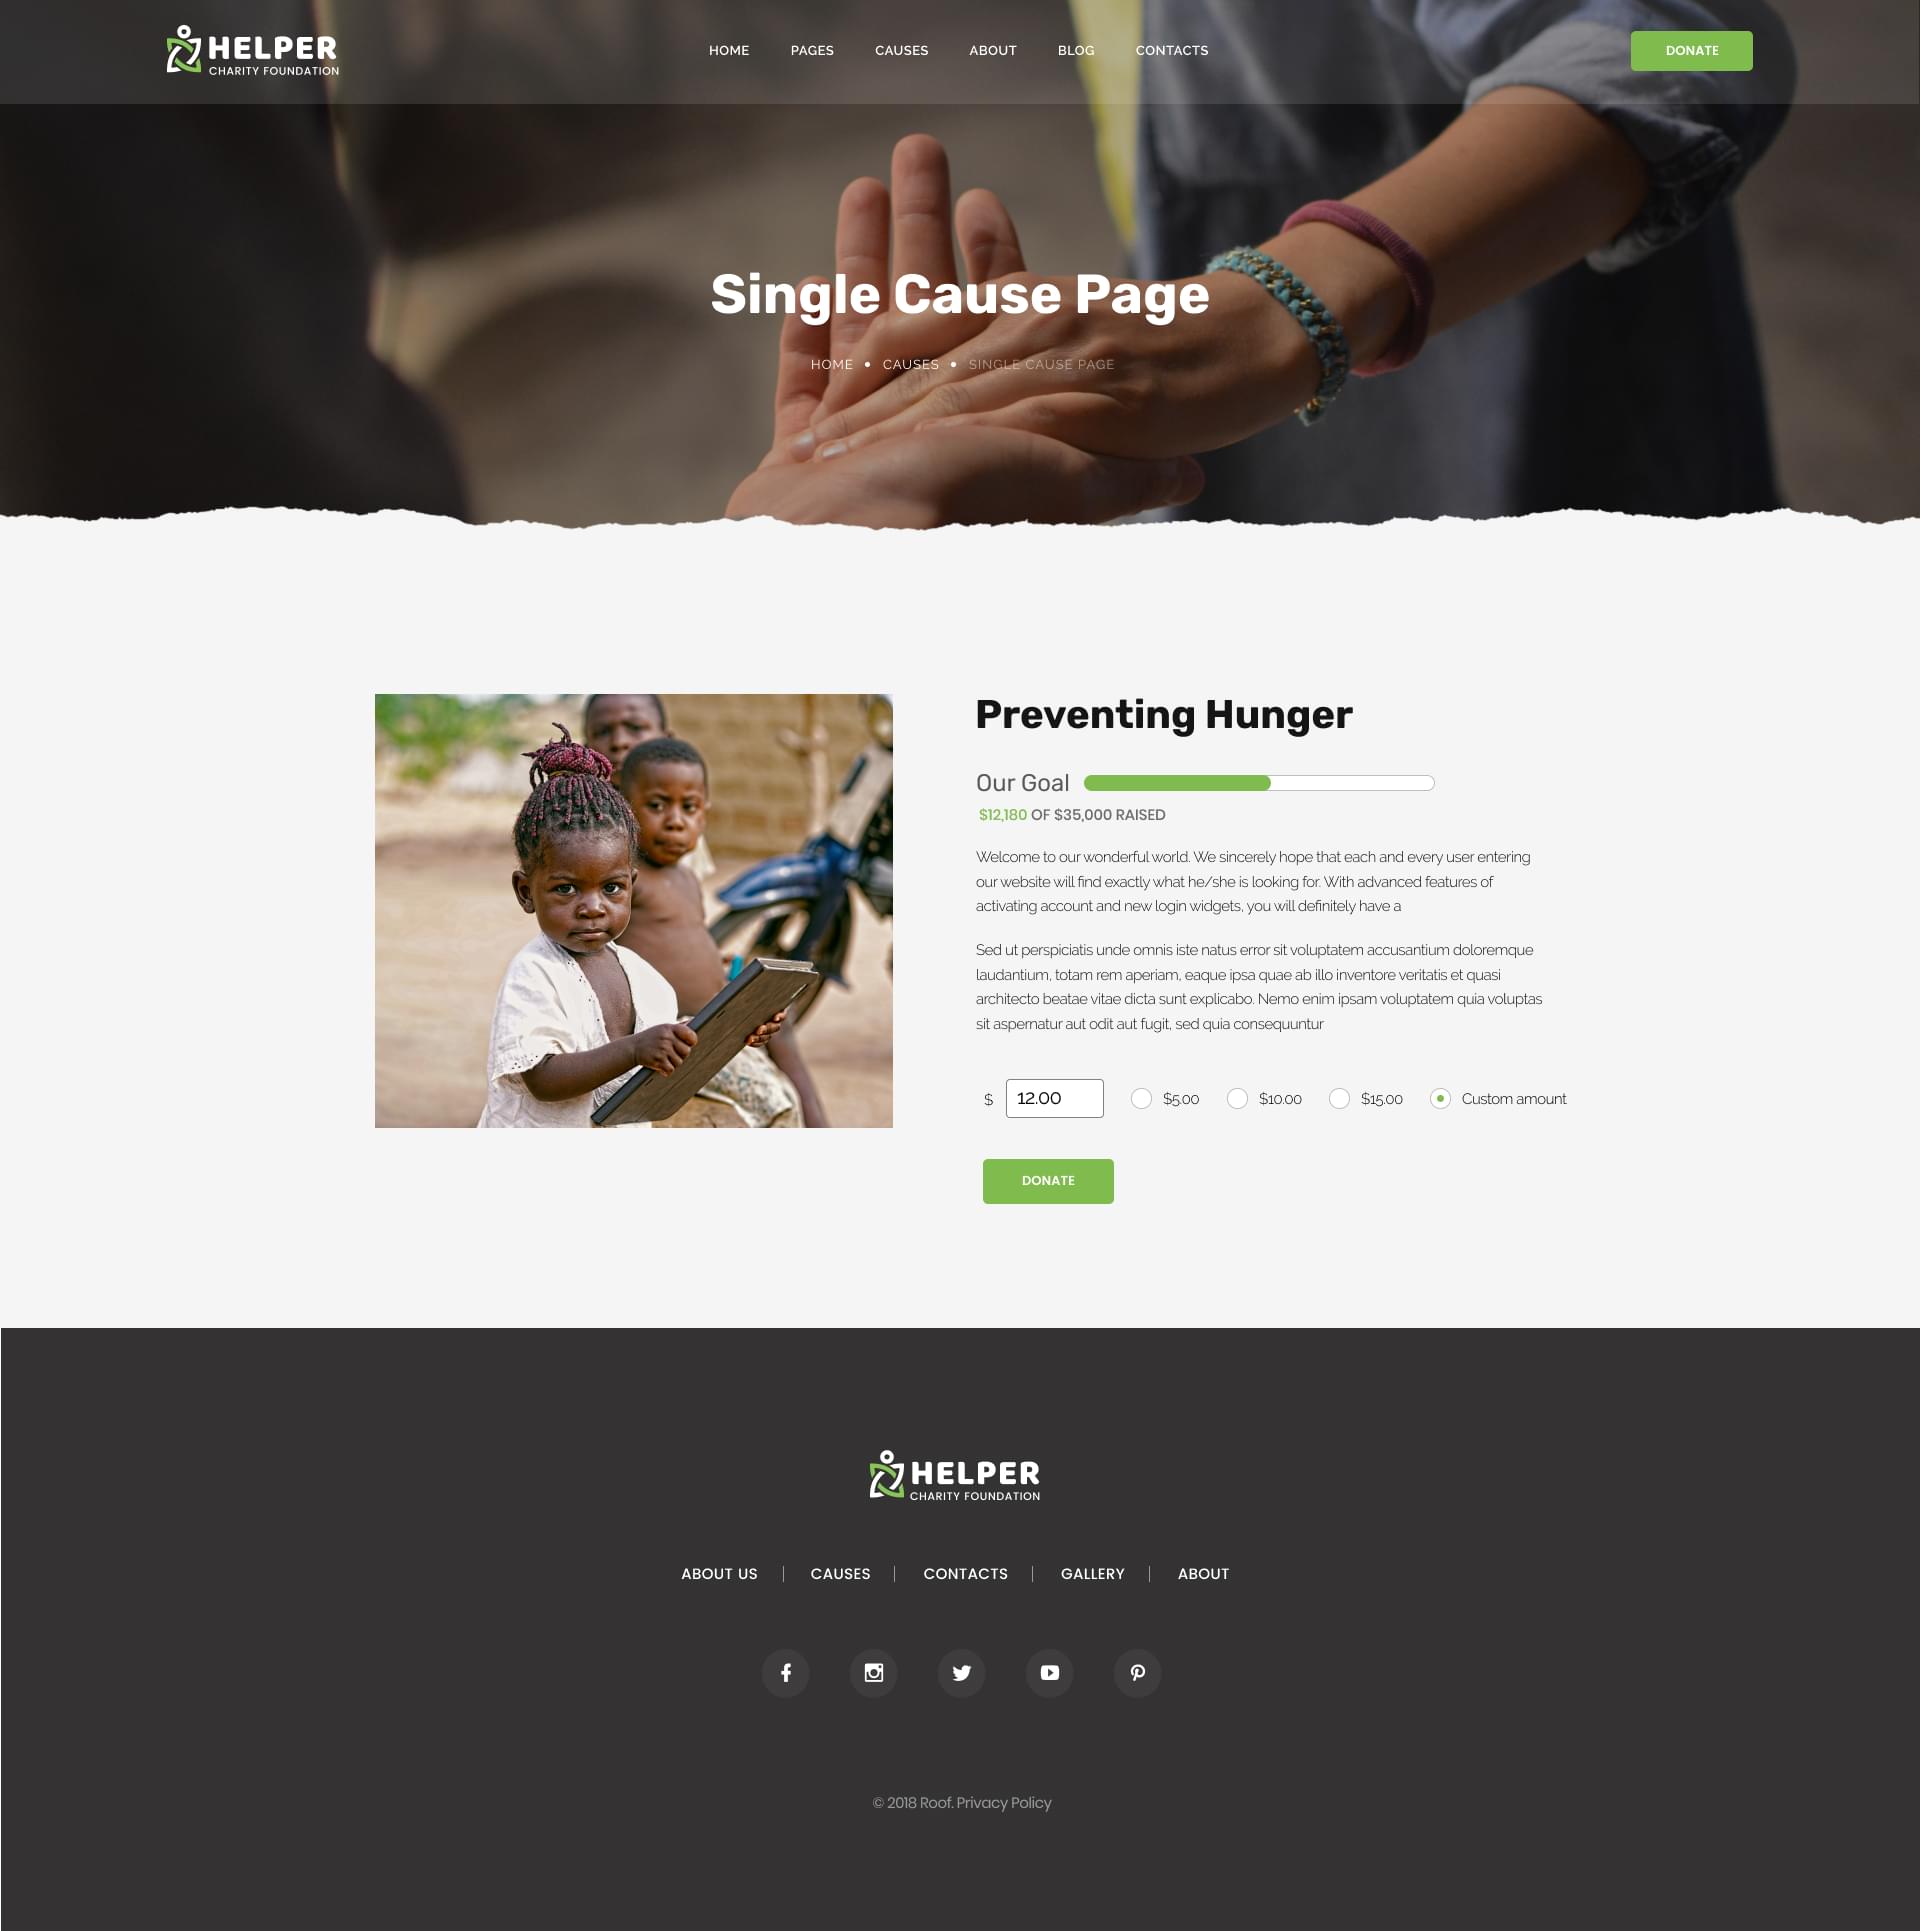 HELPER
CHARITY FOUNDATION
HOME PAGES CAUSES ABOUT BLOG CONTACTS
DONATE
Single Cause Page
HOME • CAUSES • SINGLE CAUSE PAGE
Preventing Hunger
Our Goal
$12,180 OF $35,000 RAISED
Welcome to our wonderful world. We sincerely hope that each and every user entering
our website will find exactly what he/she is looking for. With advanced features of
activating account and new login widgets, you will definitely have a
Sed ut perspiciatis unde omnis iste natus error sit voluptatem accusantium doloremque
laudantium, totam rem aperiam, eaque ipsa quae ab illo inventore veritatis et quasi
architecto beatae vitae dicta sunt explicabo. Nemo enim ipsam voluptatem quia voluptas
sit aspernatur aut odit aut fugit, sed quia consequuntur
$ 12.00 $5.00 $10.00 $15.00 Custom amount
DONATE
HELPER
CHARITY FOUNDATION
ABOUT US | CAUSES | CONTACTS | GALLERY | ABOUT
© 2018 Roof. Privacy Policy